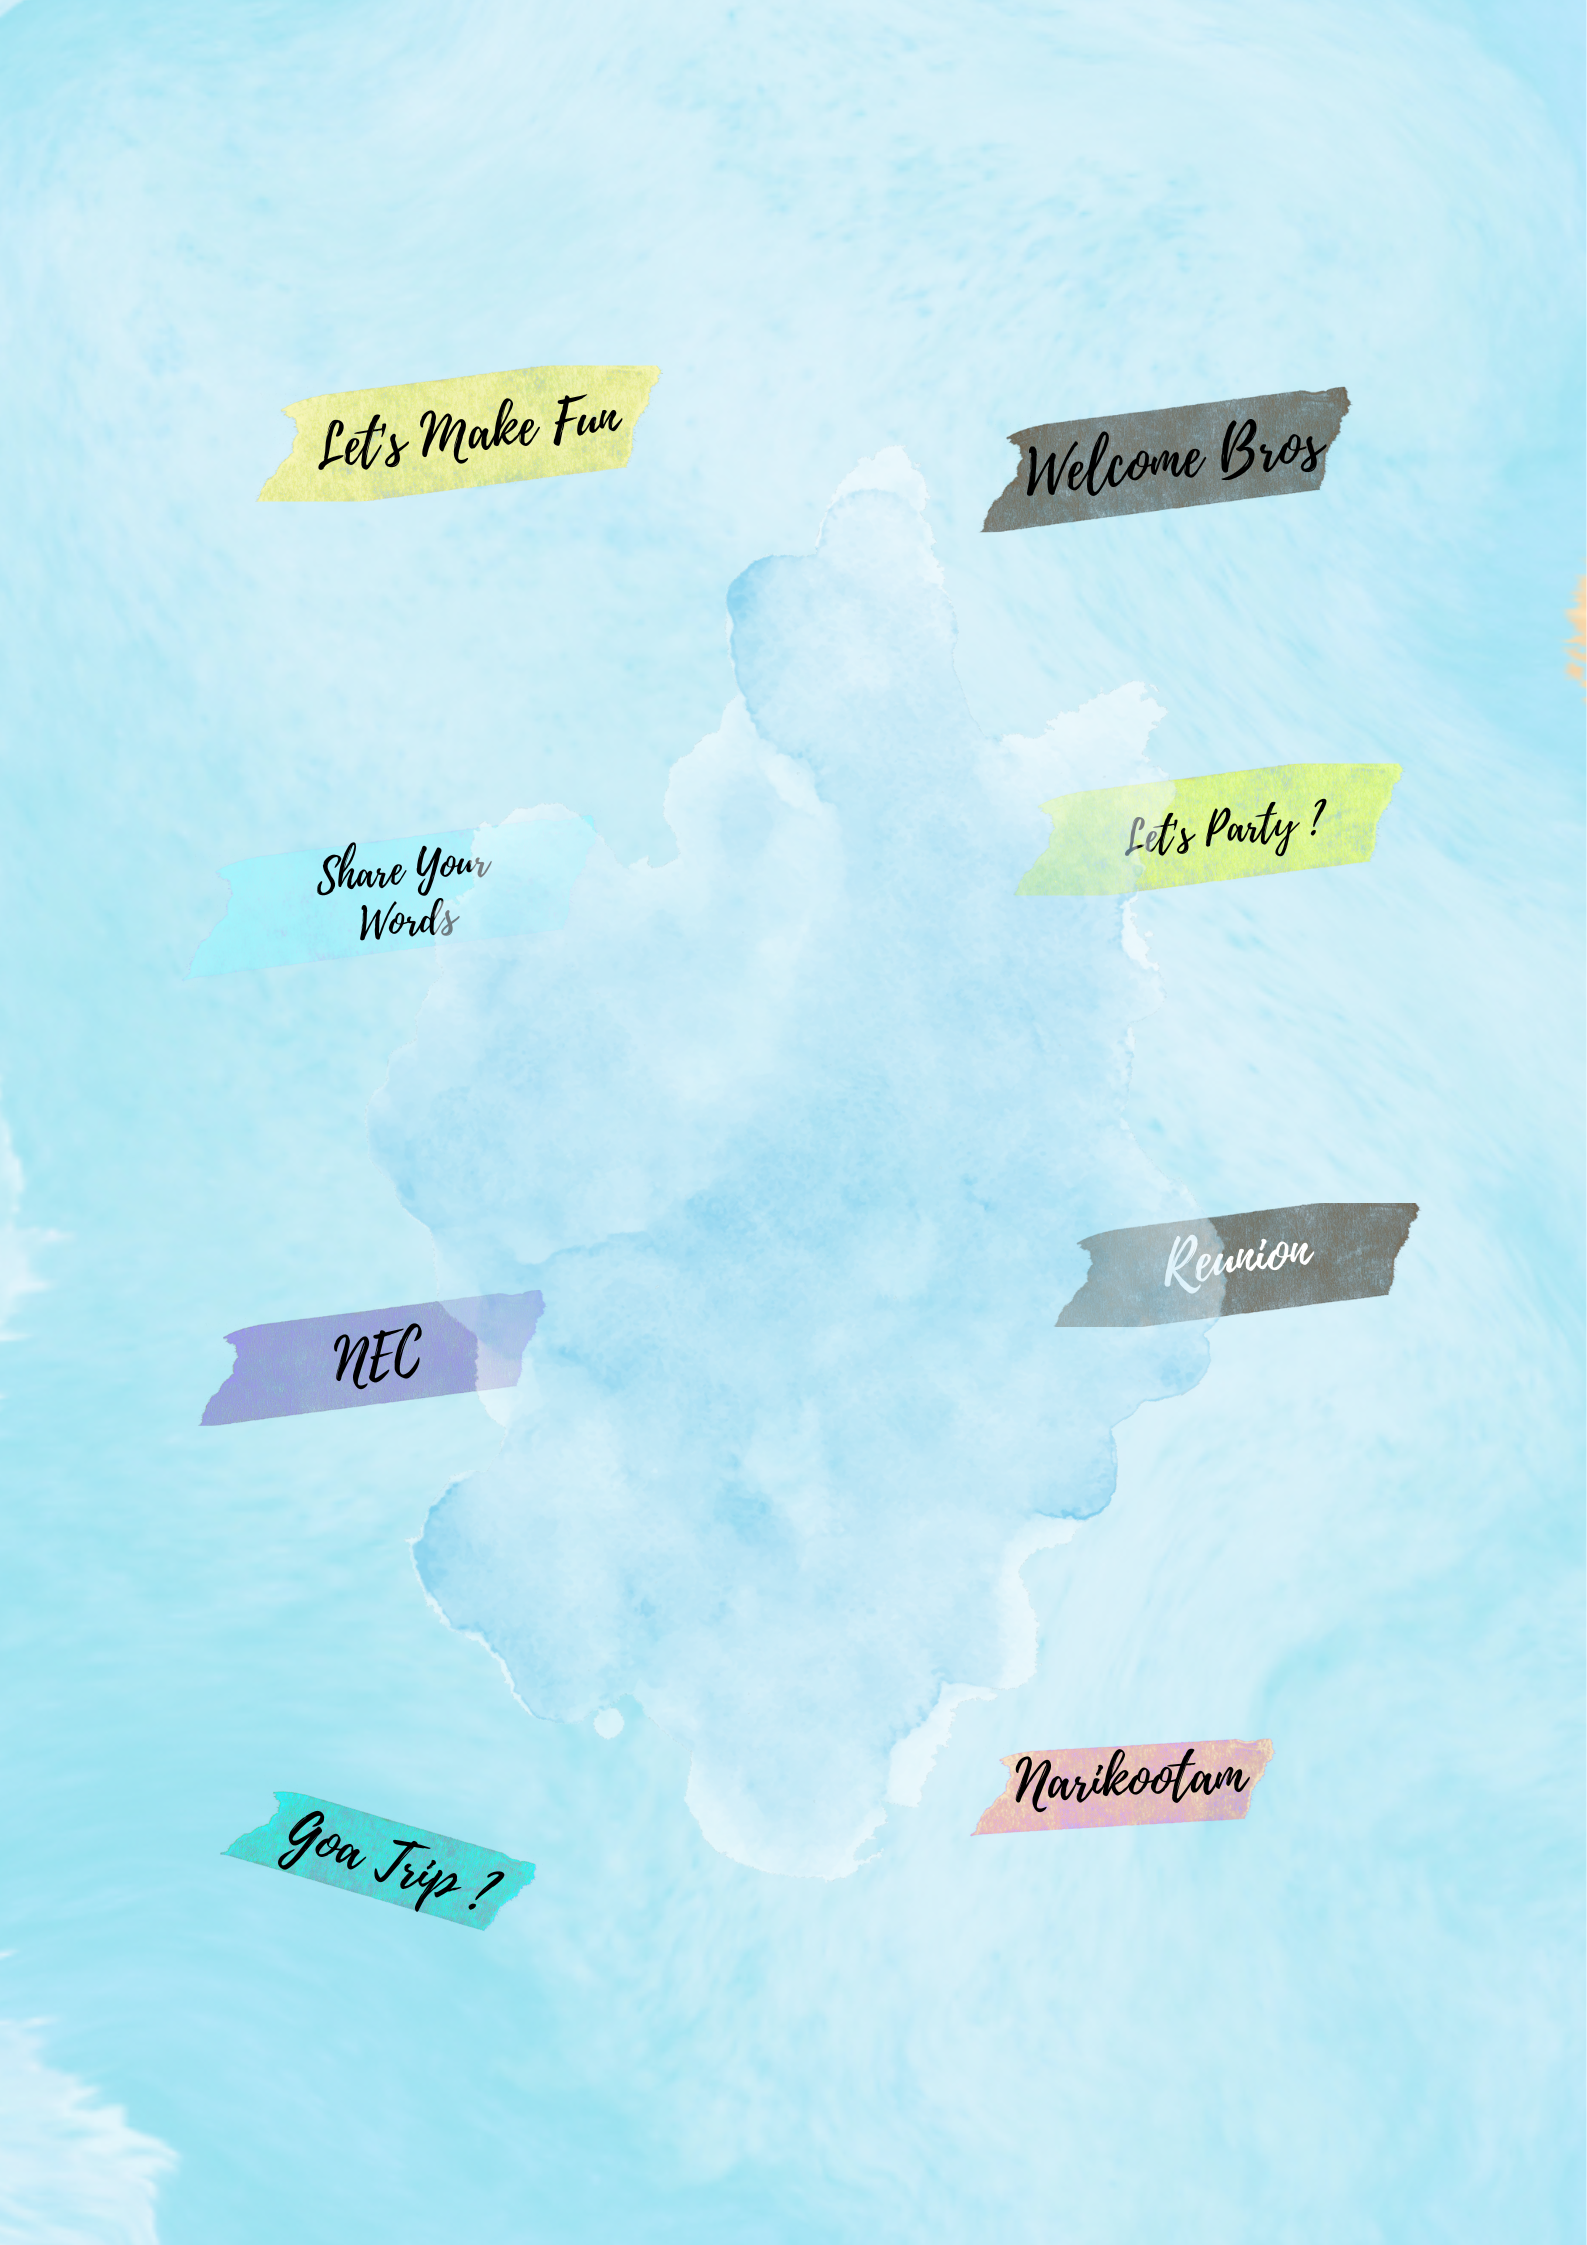 Let's Make Fun
Welcome Bros
Let's Party ?
Share Your
Words
Reunion
NEC
Narikootam
Goa Trip ?